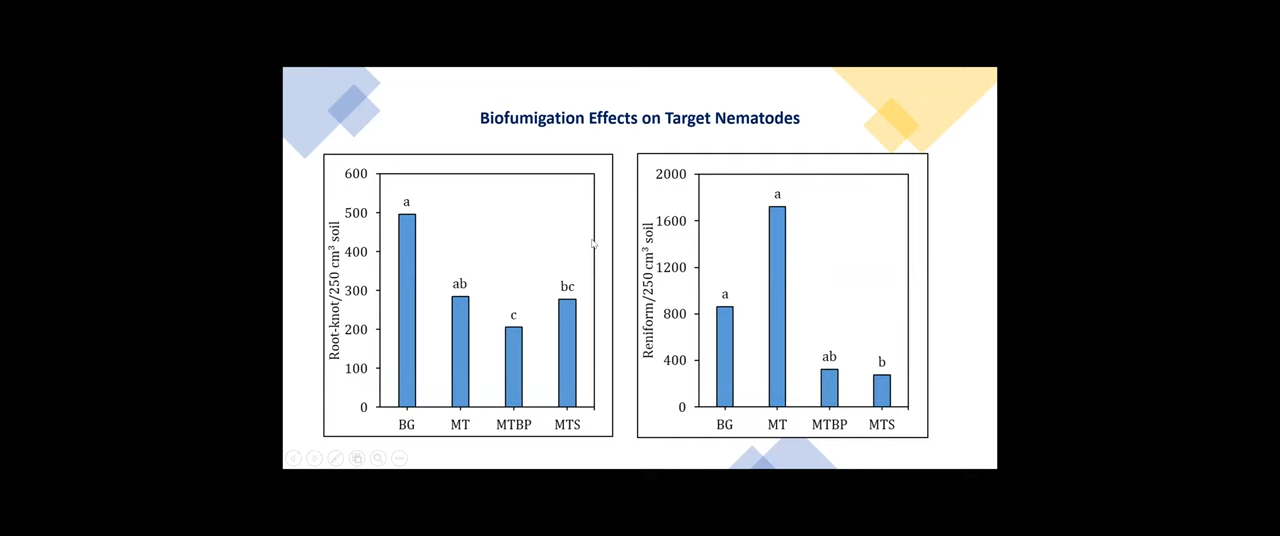 Biofumigation Effects on Target Nematodes
Root-knot/250 cm³ soil
600
500
400
300
200
100
0
a
ab
c
bc
BG MT MTBP MTS
Reniform/250 cm³ soil
2000
1600
1200
800
400
0
a
a
ab
b
BG MT MTBP MTS